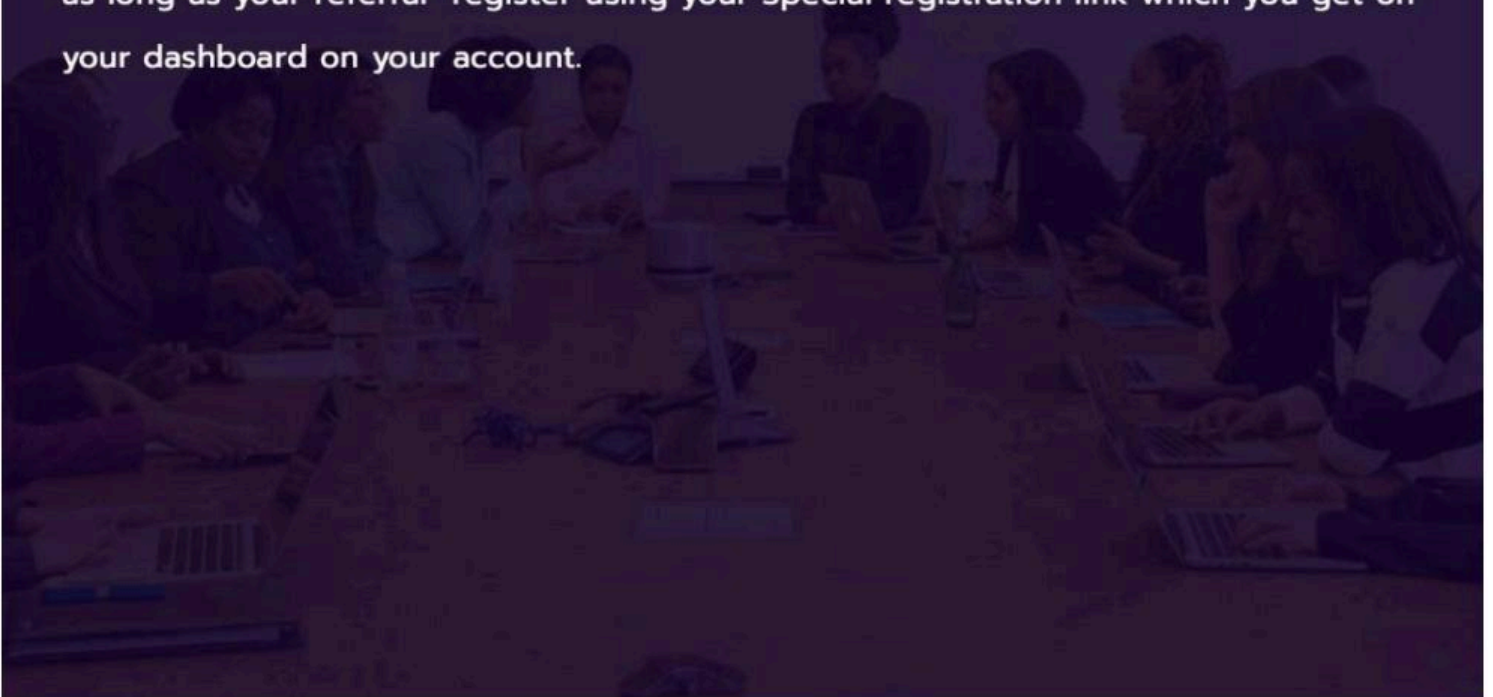 as long as your referral register using your special registration link which you get on
your dashboard on your account.